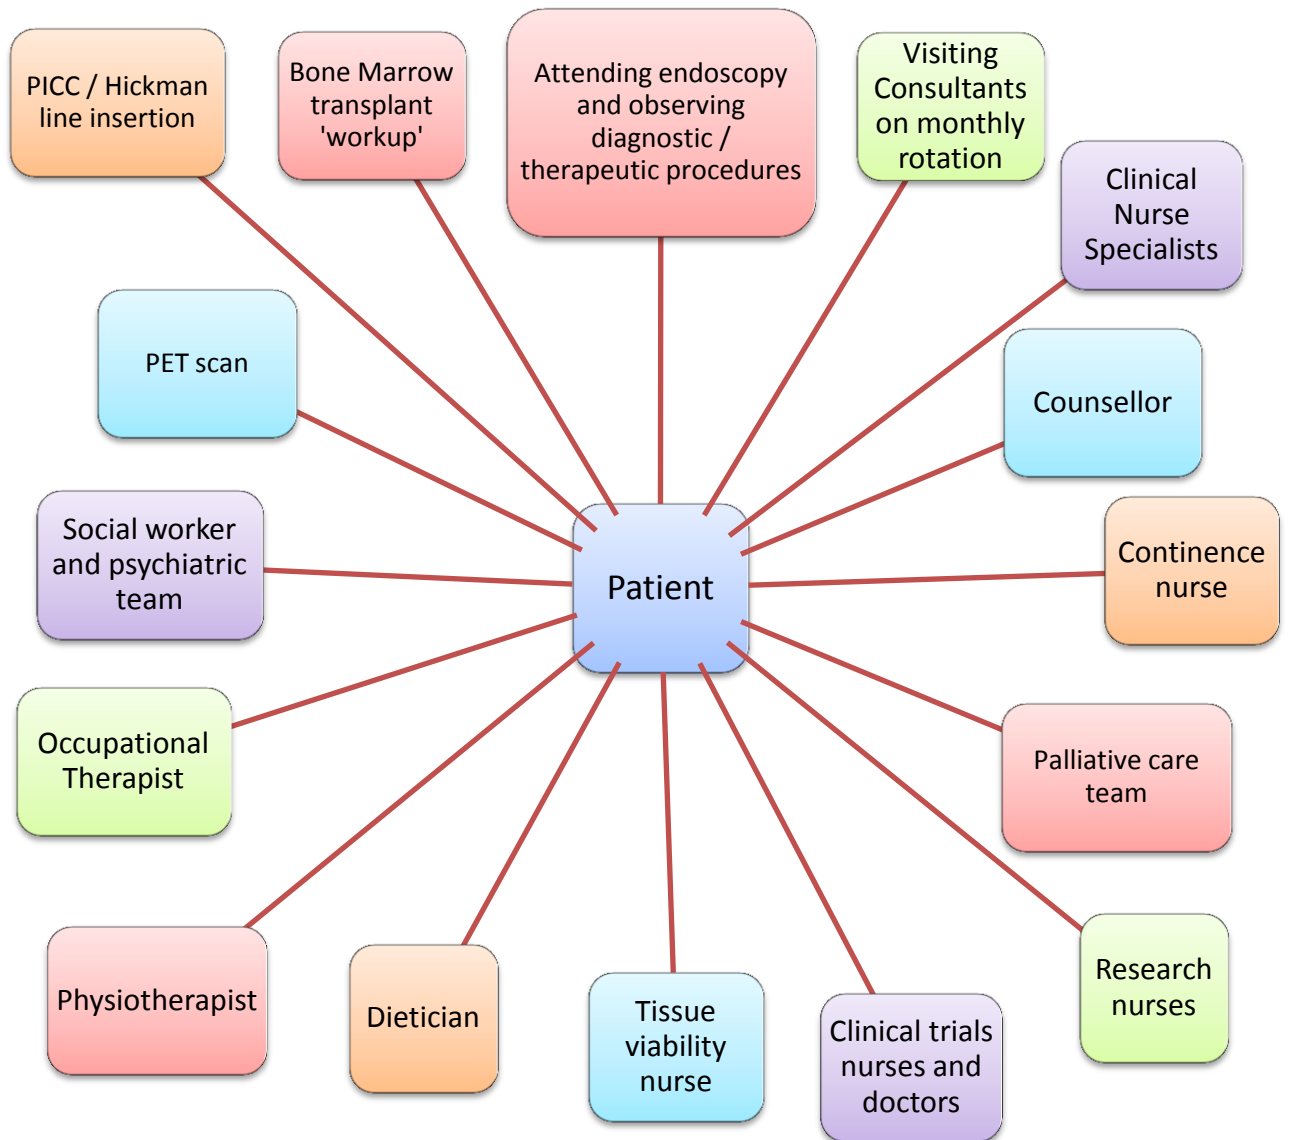 PICC / Hickman
line insertion
Bone Marrow
transplant
'workup'
Attending endoscopy
and observing
diagnostic /
therapeutic procedures
Visiting
Consultants
on monthly
rotation
Clinical
Nurse
Specialists
PET scan
Counsellor
Social worker
and psychiatric
team
Patient
Continence
nurse
Occupational
Therapist
Palliative care
team
Physiotherapist
Dietician
Tissue
viability
nurse
Clinical trials
nurses and
doctors
Research
nurses